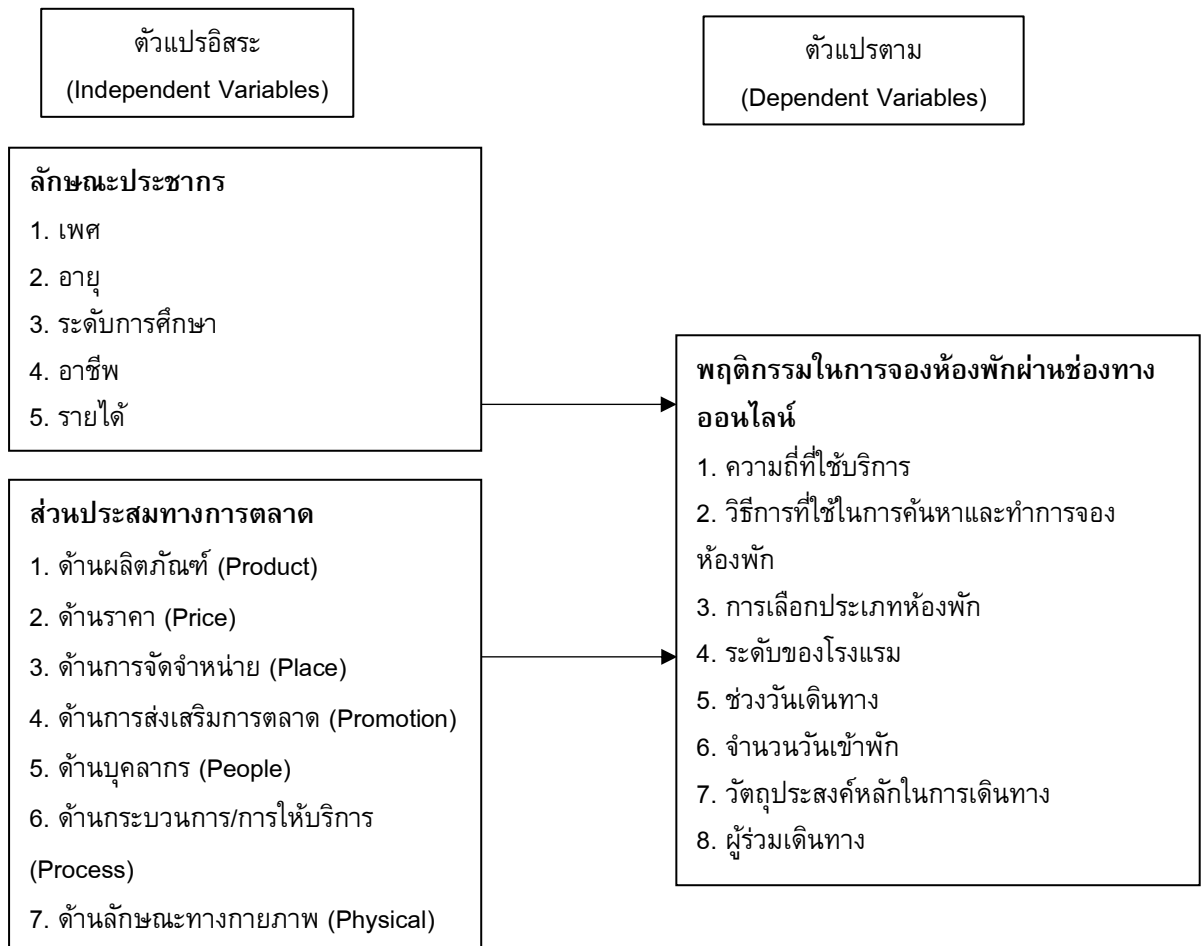 ตัวแปรอิสระ
(Independent Variables)
ตัวแปรตาม
(Dependent Variables)
ลักษณะประชากร
1. เพศ
2. อายุ
3. ระดับการศึกษา
4. อาชีพ
5. รายได้
ส่วนประสมทางการตลาด
1. ด้านผลิตภัณฑ์ (Product)
2. ด้านราคา (Price)
3. ด้านการจัดจำหน่าย (Place)
4. ด้านการส่งเสริมการตลาด (Promotion)
5. ด้านบุคลากร (People)
6. ด้านกระบวนการ/การให้บริการ
(Process)
7. ด้านลักษณะทางกายภาพ (Physical)
พฤติกรรมในการจองห้องพักผ่านช่องทาง
ออนไลน์
1. ความถี่ที่ใช้บริการ
2. วิธีการที่ใช้ในการค้นหาและทำการจอง
ห้องพัก
3. การเลือกประเภทห้องพัก
4. ระดับของโรงแรม
5. ช่วงวันเดินทาง
6. จำนวนวันเข้าพัก
7. วัตถุประสงค์หลักในการเดินทาง
8. ผู้ร่วมเดินทาง